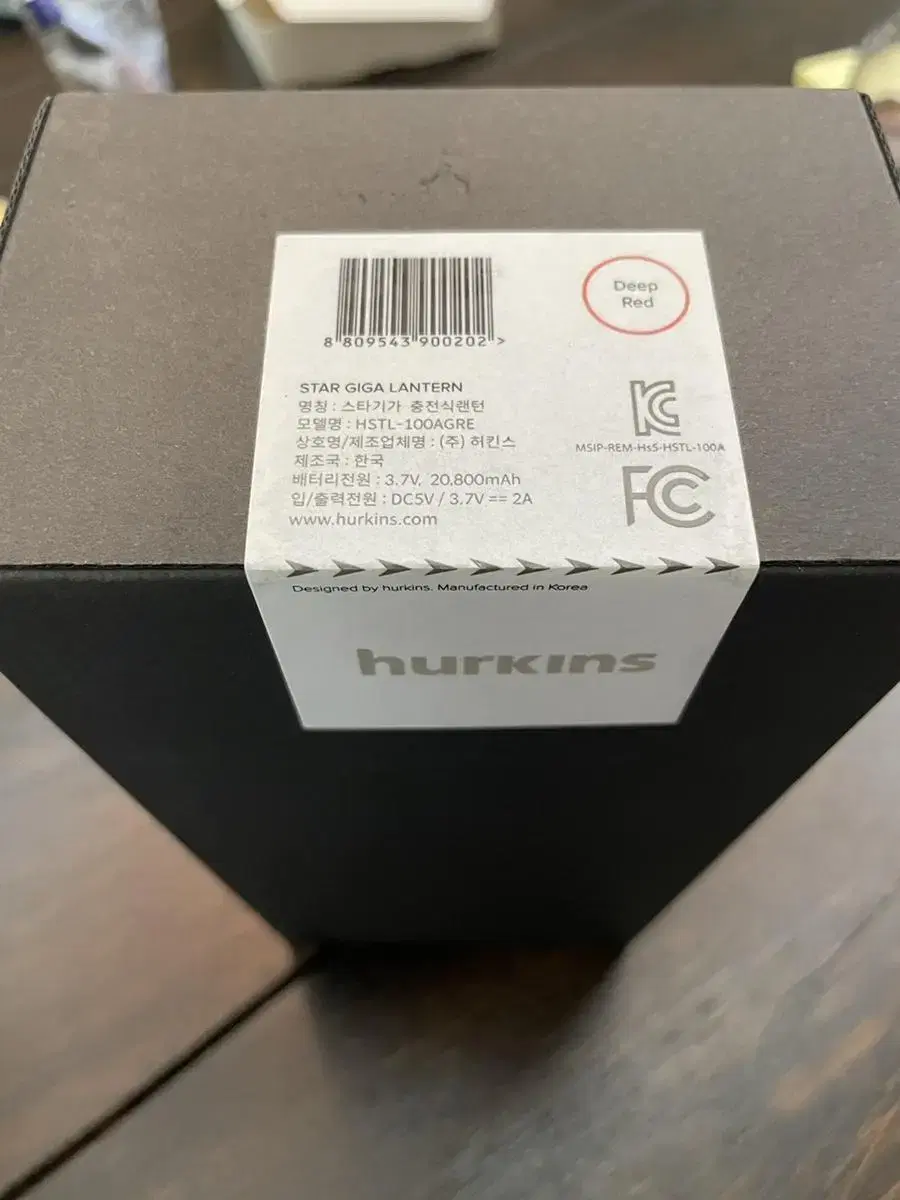 8 809543 900202 >
Deep
Red
STAR GIGA LANTERN
명칭 : 스타기가 충전식랜턴
모델명 : HSTL-100AGRE
상호명/제조업체명 : (주) 허킨스
제조국 : 한국
배터리전원 : 3.7V, 20,800mAh
입/출력전원 : DC5V / 3.7V == 2A
www.hurkins.com
MSIP-REM-HsS-HSTL-100A
FC
Designed by hurkins. Manufactured in Korea
hurkins